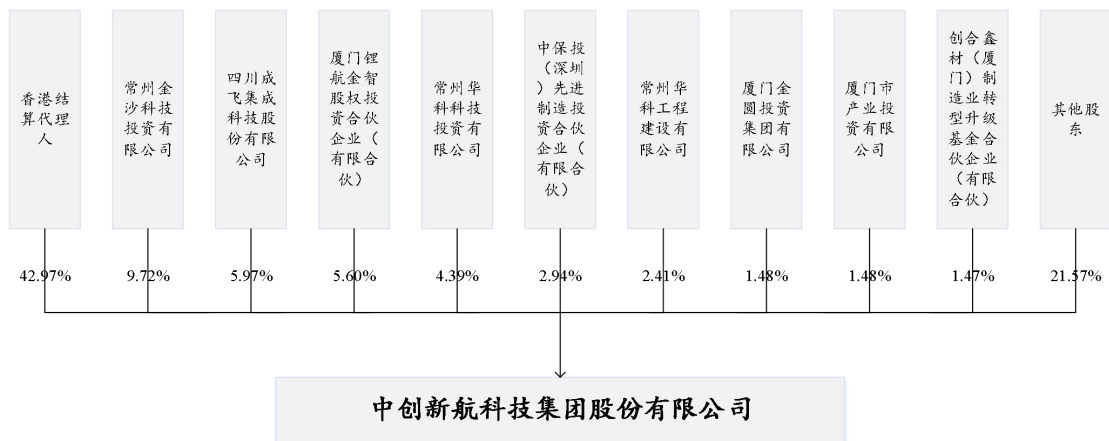 香港结
算代理
人
常州金
沙科技
投资有
限公司
四川成
飞集成
科技股
份有限
公司
厦门锂
航金智
股权投
资合伙
企业（
有限合
伙）
常州华
科科技
投资有
限公司
中保投
（深圳
）先进
制造投
资合伙
企业（
有限合
伙）
常州华
科工程
建设有
限公司
厦门金
圆投资
集团有
限公司
厦门市
产业投
资有限
公司
创合鑫
材（厦
门）制
造业转
型升级
基金合
伙企业
（有限
合伙）
其他股
东
42.97%
9.72%
5.97%
5.60%
4.39%
2.94%
2.41%
1.48%
1.48%
1.47%
21.57%
中创新航科技集团股份有限公司